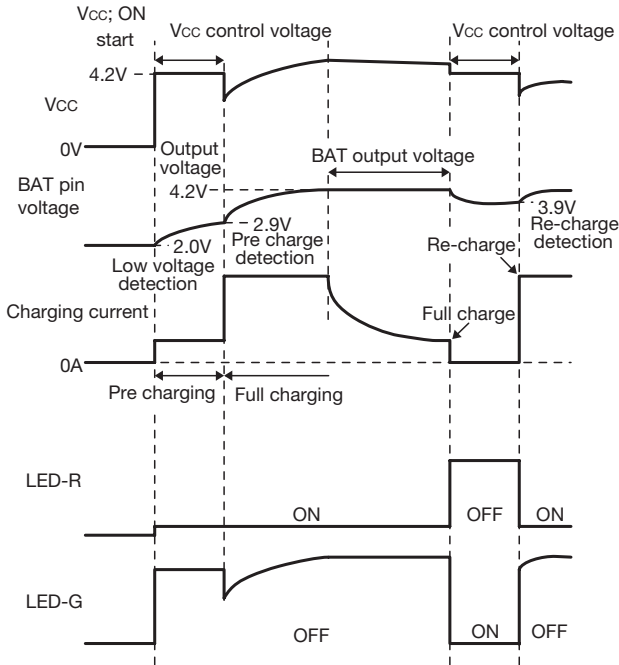 Vcc; ON
start
Vcc control voltage
Vcc control voltage
4.2V
Vcc
0V
Output
voltage
BAT output voltage
BAT pin
voltage
4.2V
3.9V
Re-charge
detection
2.9V
Pre charge
detection
2.0V
Low voltage
detection
Re-charge
Charging current
Full charge
0A
Pre charging
Full charging
LED-R
ON
OFF
ON
LED-G
OFF
ON
OFF